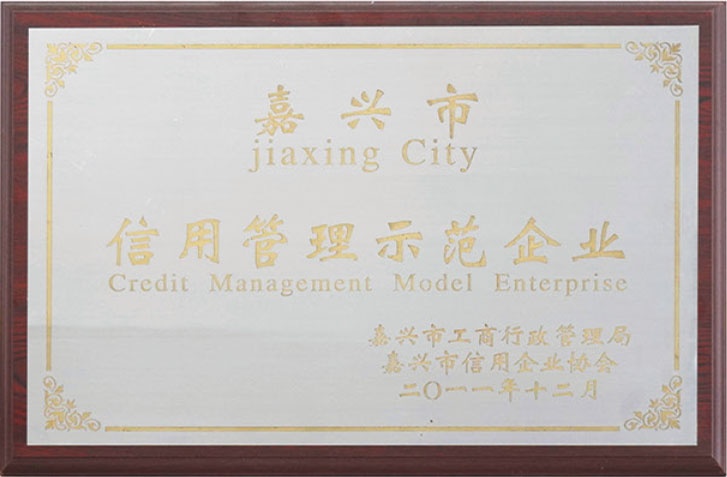 嘉兴市
jiaxing City
信用管理示范企业
Credit Management Model Enterprise
嘉兴市工商行政管理局
嘉兴市信用企业协会
二〇一一年十二月